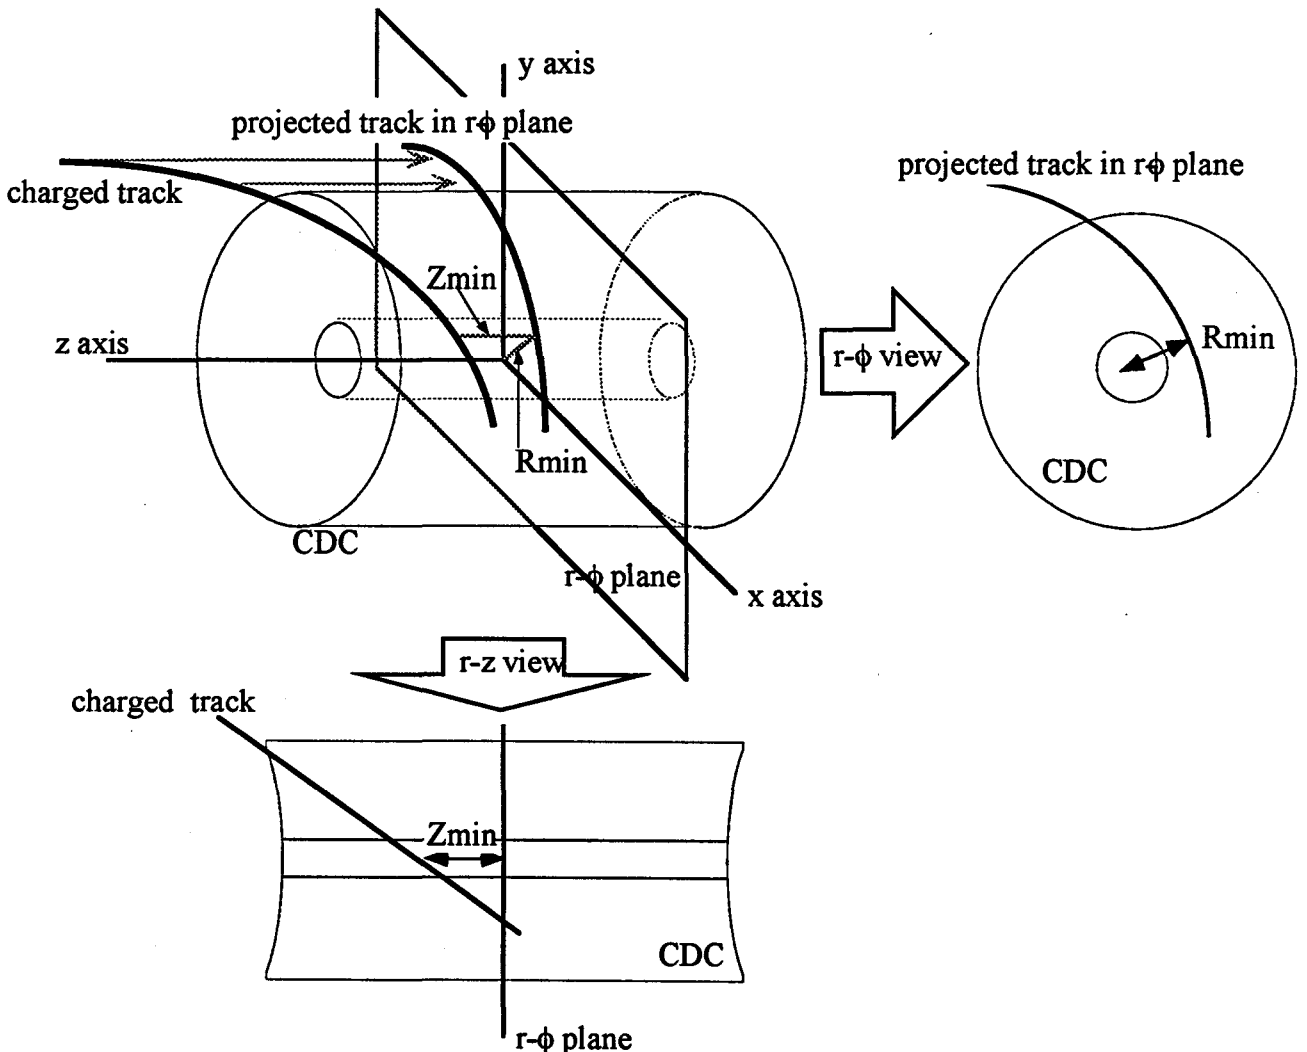 y axis
projected track in rϕ plane
charged track
projected track in rϕ plane
Zmin
z axis
r-ϕ view
Rmin
Rmin
CDC
CDC
r-ϕ plane
x axis
r-z view
charged track
Zmin
CDC
r-ϕ plane